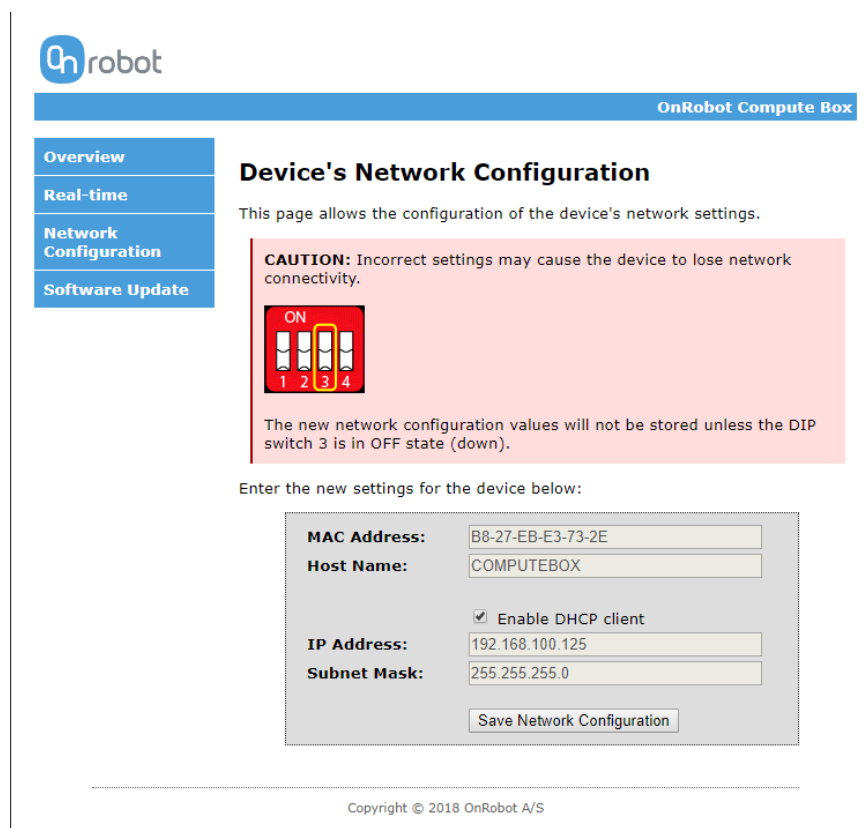 On robot
OnRobot Compute Box
Overview
Real-time
Network
Configuration
Software Update
Device's Network Configuration
This page allows the configuration of the device's network settings.
CAUTION: Incorrect settings may cause the device to lose network
connectivity.
ON
1 2 3 4
The new network configuration values will not be stored unless the DIP
switch 3 is in OFF state (down).
Enter the new settings for the device below:
MAC Address: B8-27-EB-E3-73-2E
Host Name: COMPUTEBOX
Enable DHCP client
IP Address: 192.168.100.125
Subnet Mask: 255.255.255.0
Save Network Configuration
Copyright © 2018 OnRobot A/S